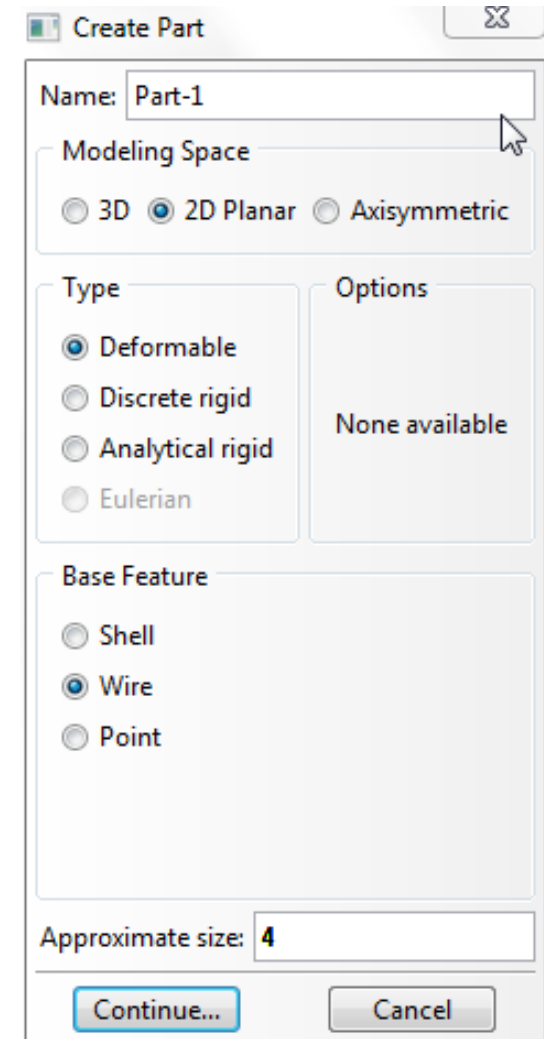 Create Part
Name: Part-1
Modeling Space
3D 2D Planar Axisymmetric
Type
Deformable
Discrete rigid
Analytical rigid
Eulerian
Options
None available
Base Feature
Shell
Wire
Point
Approximate size: 4
Continue... Cancel